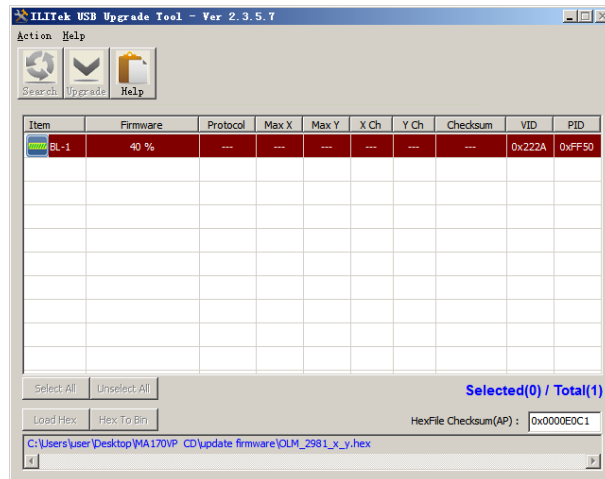 ILITek USB Upgrade Tool - Ver 2.3.5.7
Action Help
Search Upgrade Help
Item Firmware Protocol Max X Max Y X Ch Y Ch Checksum VID PID
BL-1 40 % --- --- --- --- --- --- 0x222A 0xFF50
Select All Unselect All Selected(0) / Total(1)
Load Hex Hex To Bin HexFile Checksum(AP) : 0x0000E0C1
C:\Users\user\Desktop\MA170VP CD\update firmware\OLM_2981_x_y.hex